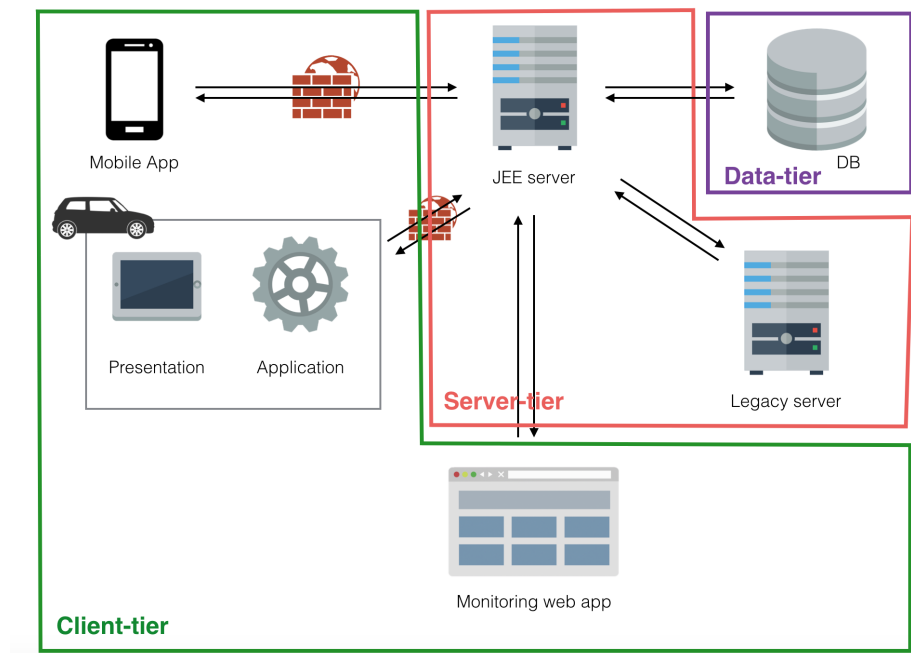 Mobile App
JEE server
DB
Data-tier
Presentation
Application
Server-tier
Legacy server
Monitoring web app
Client-tier